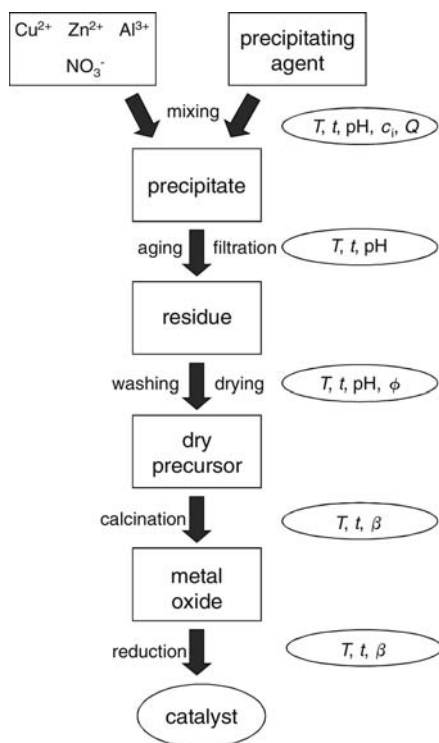 Cu²⁺ Zn²⁺ Al³⁺
NO₃⁻
precipitating
agent
mixing
T, t, pH, cᵢ, Q
precipitate
aging filtration
T, t, pH
residue
washing drying
T, t, pH, ϕ
dry
precursor
calcination
T, t, β
metal
oxide
reduction
T, t, β
catalyst